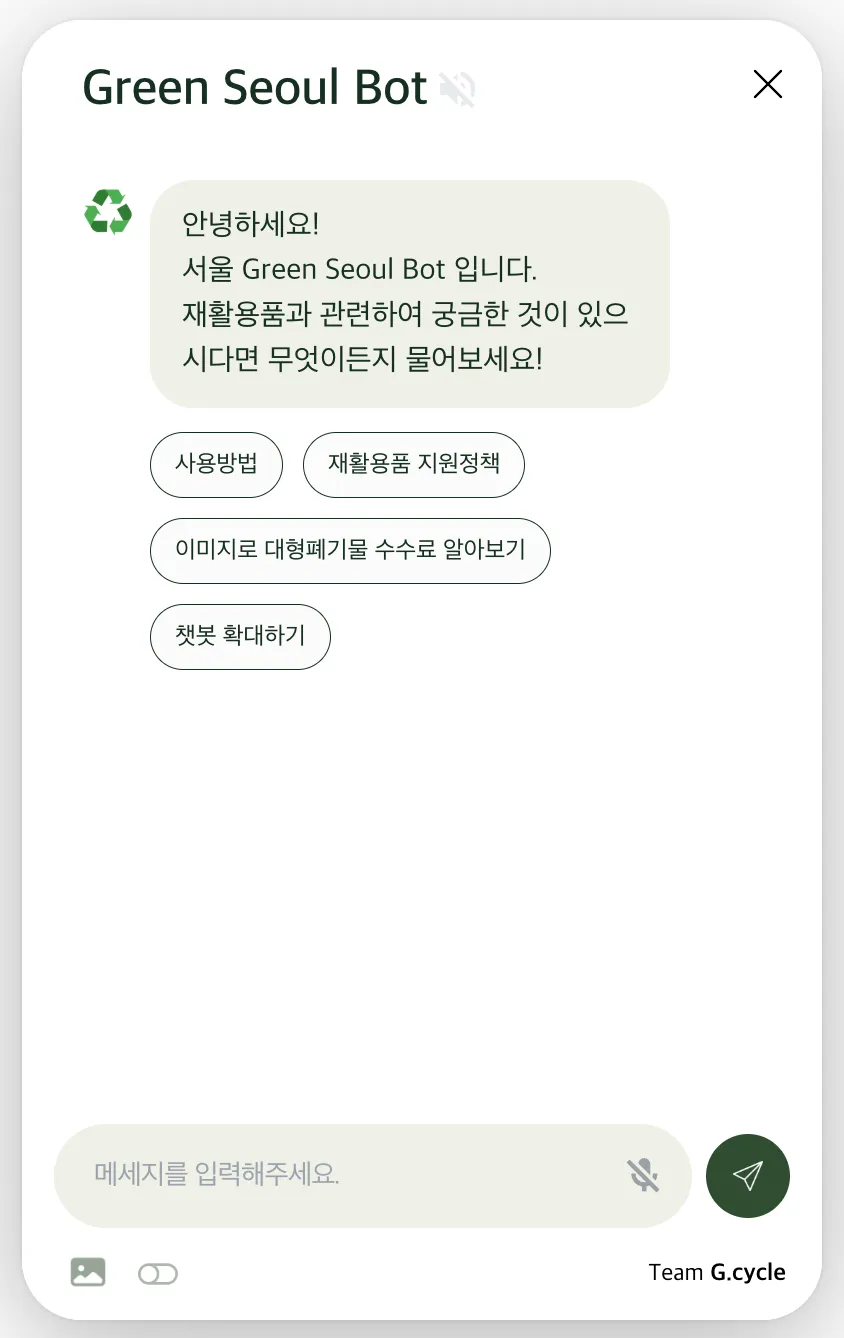 Green Seoul Bot
안녕하세요!
서울 Green Seoul Bot 입니다.
재활용품과 관련하여 궁금한 것이 있으
시다면 무엇이든지 물어보세요!
사용방법
재활용품 지원정책
이미지로 대형폐기물 수수료 알아보기
챗봇 확대하기
메세지를 입력해주세요.
Team G.cycle